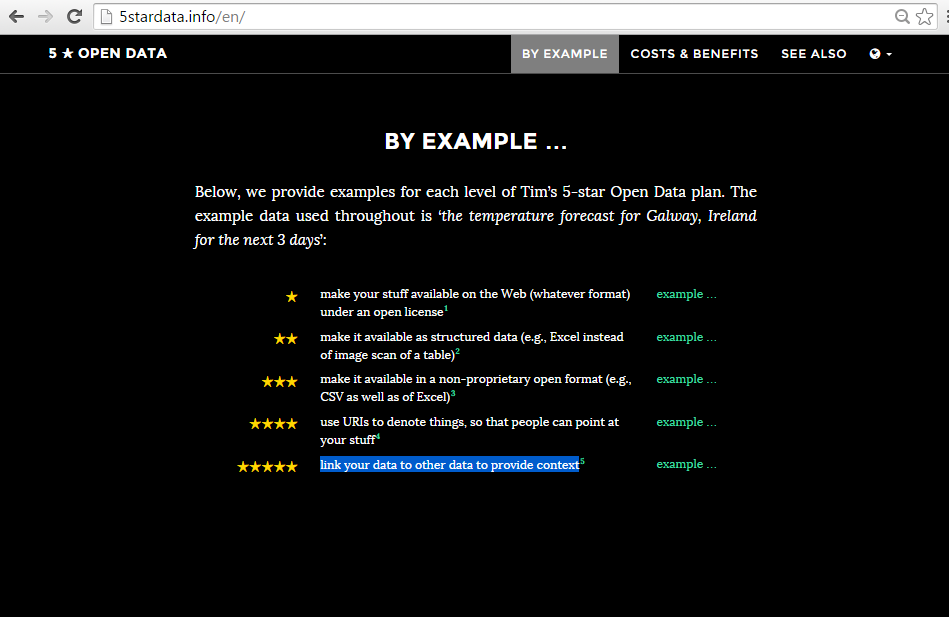 5stardata.info/en/
5 ★ OPEN DATA
BY EXAMPLE
COSTS & BENEFITS
SEE ALSO
BY EXAMPLE ...
Below, we provide examples for each level of Tim's 5-star Open Data plan. The
example data used throughout is ‘the temperature forecast for Galway, Ireland
for the next 3 days’:
★ make your stuff available on the Web (whatever format) example ...
under an open license1
★★ make it available as structured data (e.g., Excel instead example ...
of image scan of a table)2
★★★ make it available in a non-proprietary open format (e.g., example ...
CSV as well as of Excel)3
★★★★ use URIs to denote things, so that people can point at example ...
your stuff4
★★★★★ link your data to other data to provide context5 example ...